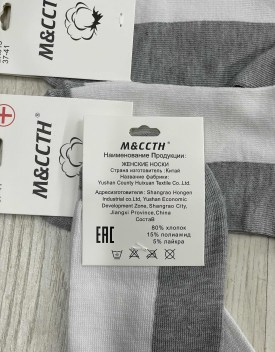 37-41
M&CCTH
M&CCTH
M&CCTH
Наименование Продукции:
ЖЕНСКИЕ НОСКИ
Страна изготовитель :Китай
Название фабрики:
Yushan County Huixuan Textile Co.Ltd.
Адресизготовителя : Shangrao Hongen
Industrial co.Ltd, Yushan Economic
Development Zone, Shangrao City,
Jiangxi Province,China
Состав
80% хлопок
15% полиамид
5% лайкра
EAC